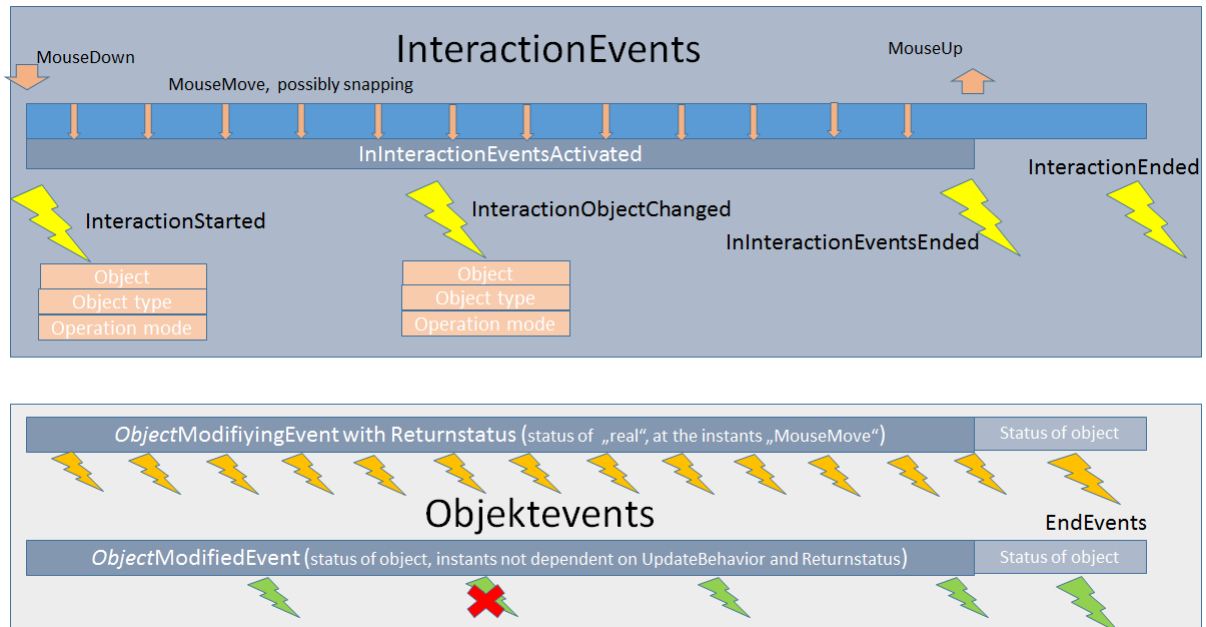 InteractionEvents
MouseDown
MouseUp
MouseMove, possibly snapping
InInteractionEventsActivated
InteractionEnded
InteractionStarted
InteractionObjectChanged
InInteractionEventsEnded
Object
Object type
Operation mode
Object
Object type
Operation mode
ObjectModifiyingEvent with Returnstatus (status of „real“, at the instants „MouseMove“)
Status of object
Objektevents
EndEvents
ObjectModifiedEvent (status of object, instants not dependent on UpdateBehavior and Returnstatus)
Status of object